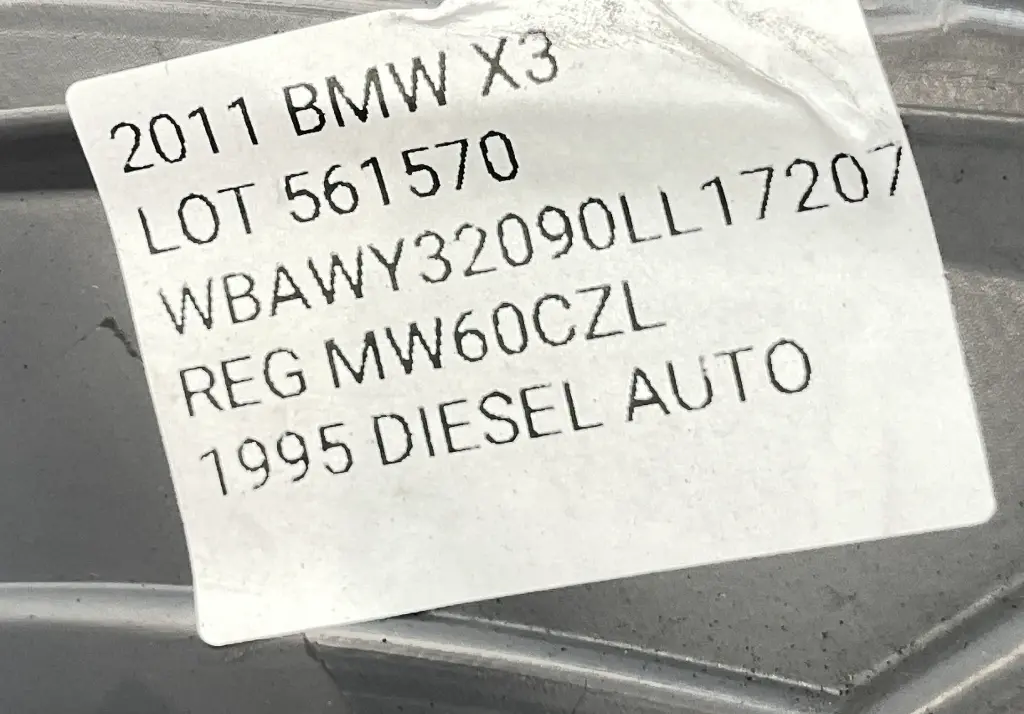 2011 BMW X3
LOT 561570
WBAWY32090LL17207
REG MW60CZL
1995 DIESEL AUTO